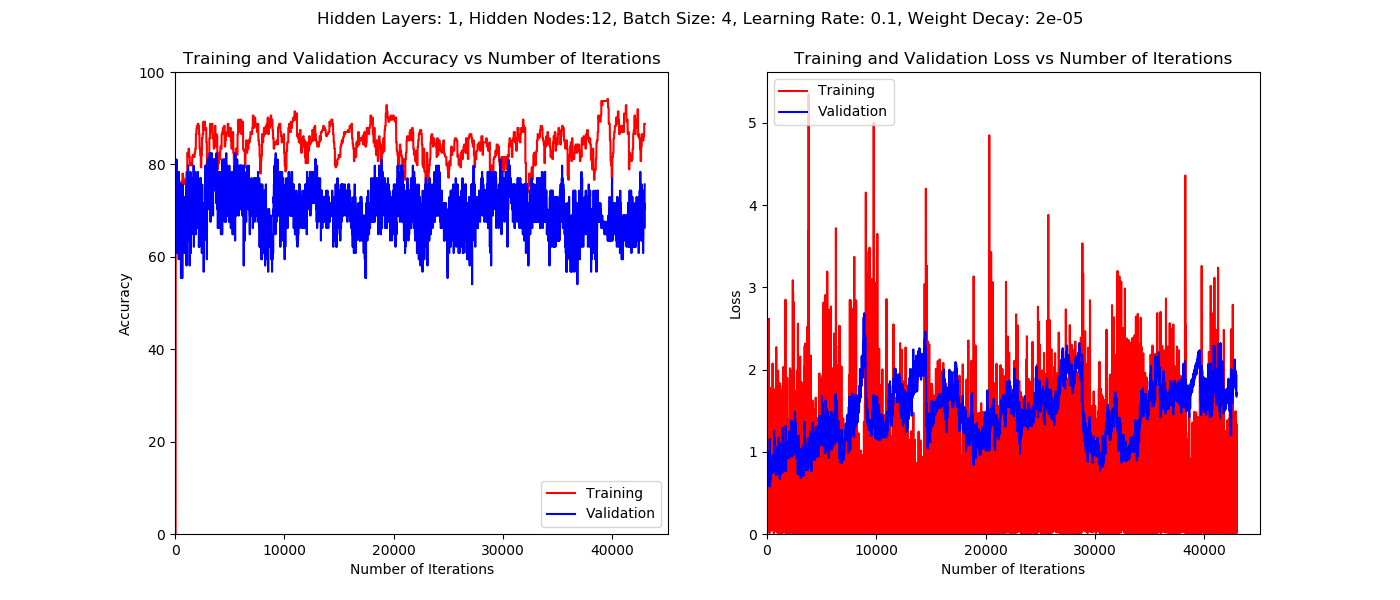 Hidden Layers: 1, Hidden Nodes:12, Batch Size: 4, Learning Rate: 0.1, Weight Decay: 2e-05
Training and Validation Accuracy vs Number of Iterations
100
80
60
40
20
0
Accuracy
0 10000 20000 30000 40000
Number of Iterations
Training
Validation
Training and Validation Loss vs Number of Iterations
Training
Validation
5
4
3
2
1
0
Loss
0 10000 20000 30000 40000
Number of Iterations